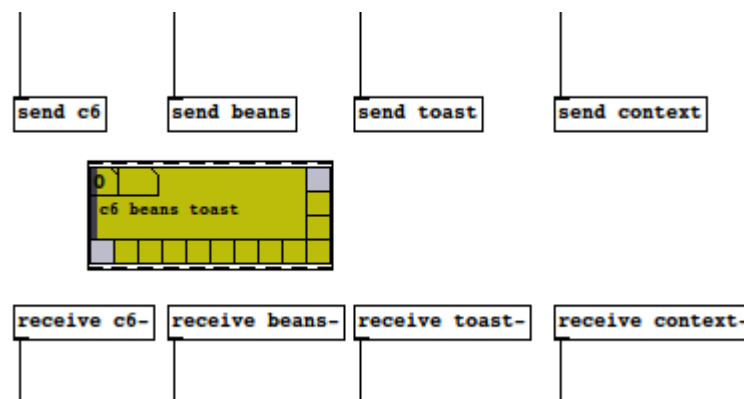 send c6
send beans
send toast
send context
0
c6 beans toast
receive c6-
receive beans-
receive toast-
receive context-